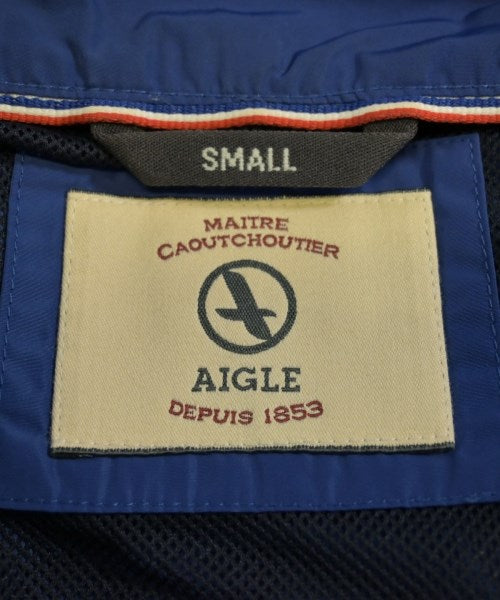 SMALL
MAITRE
CAOUTCHOUTIER
AIGLE
DEPUIS 1853